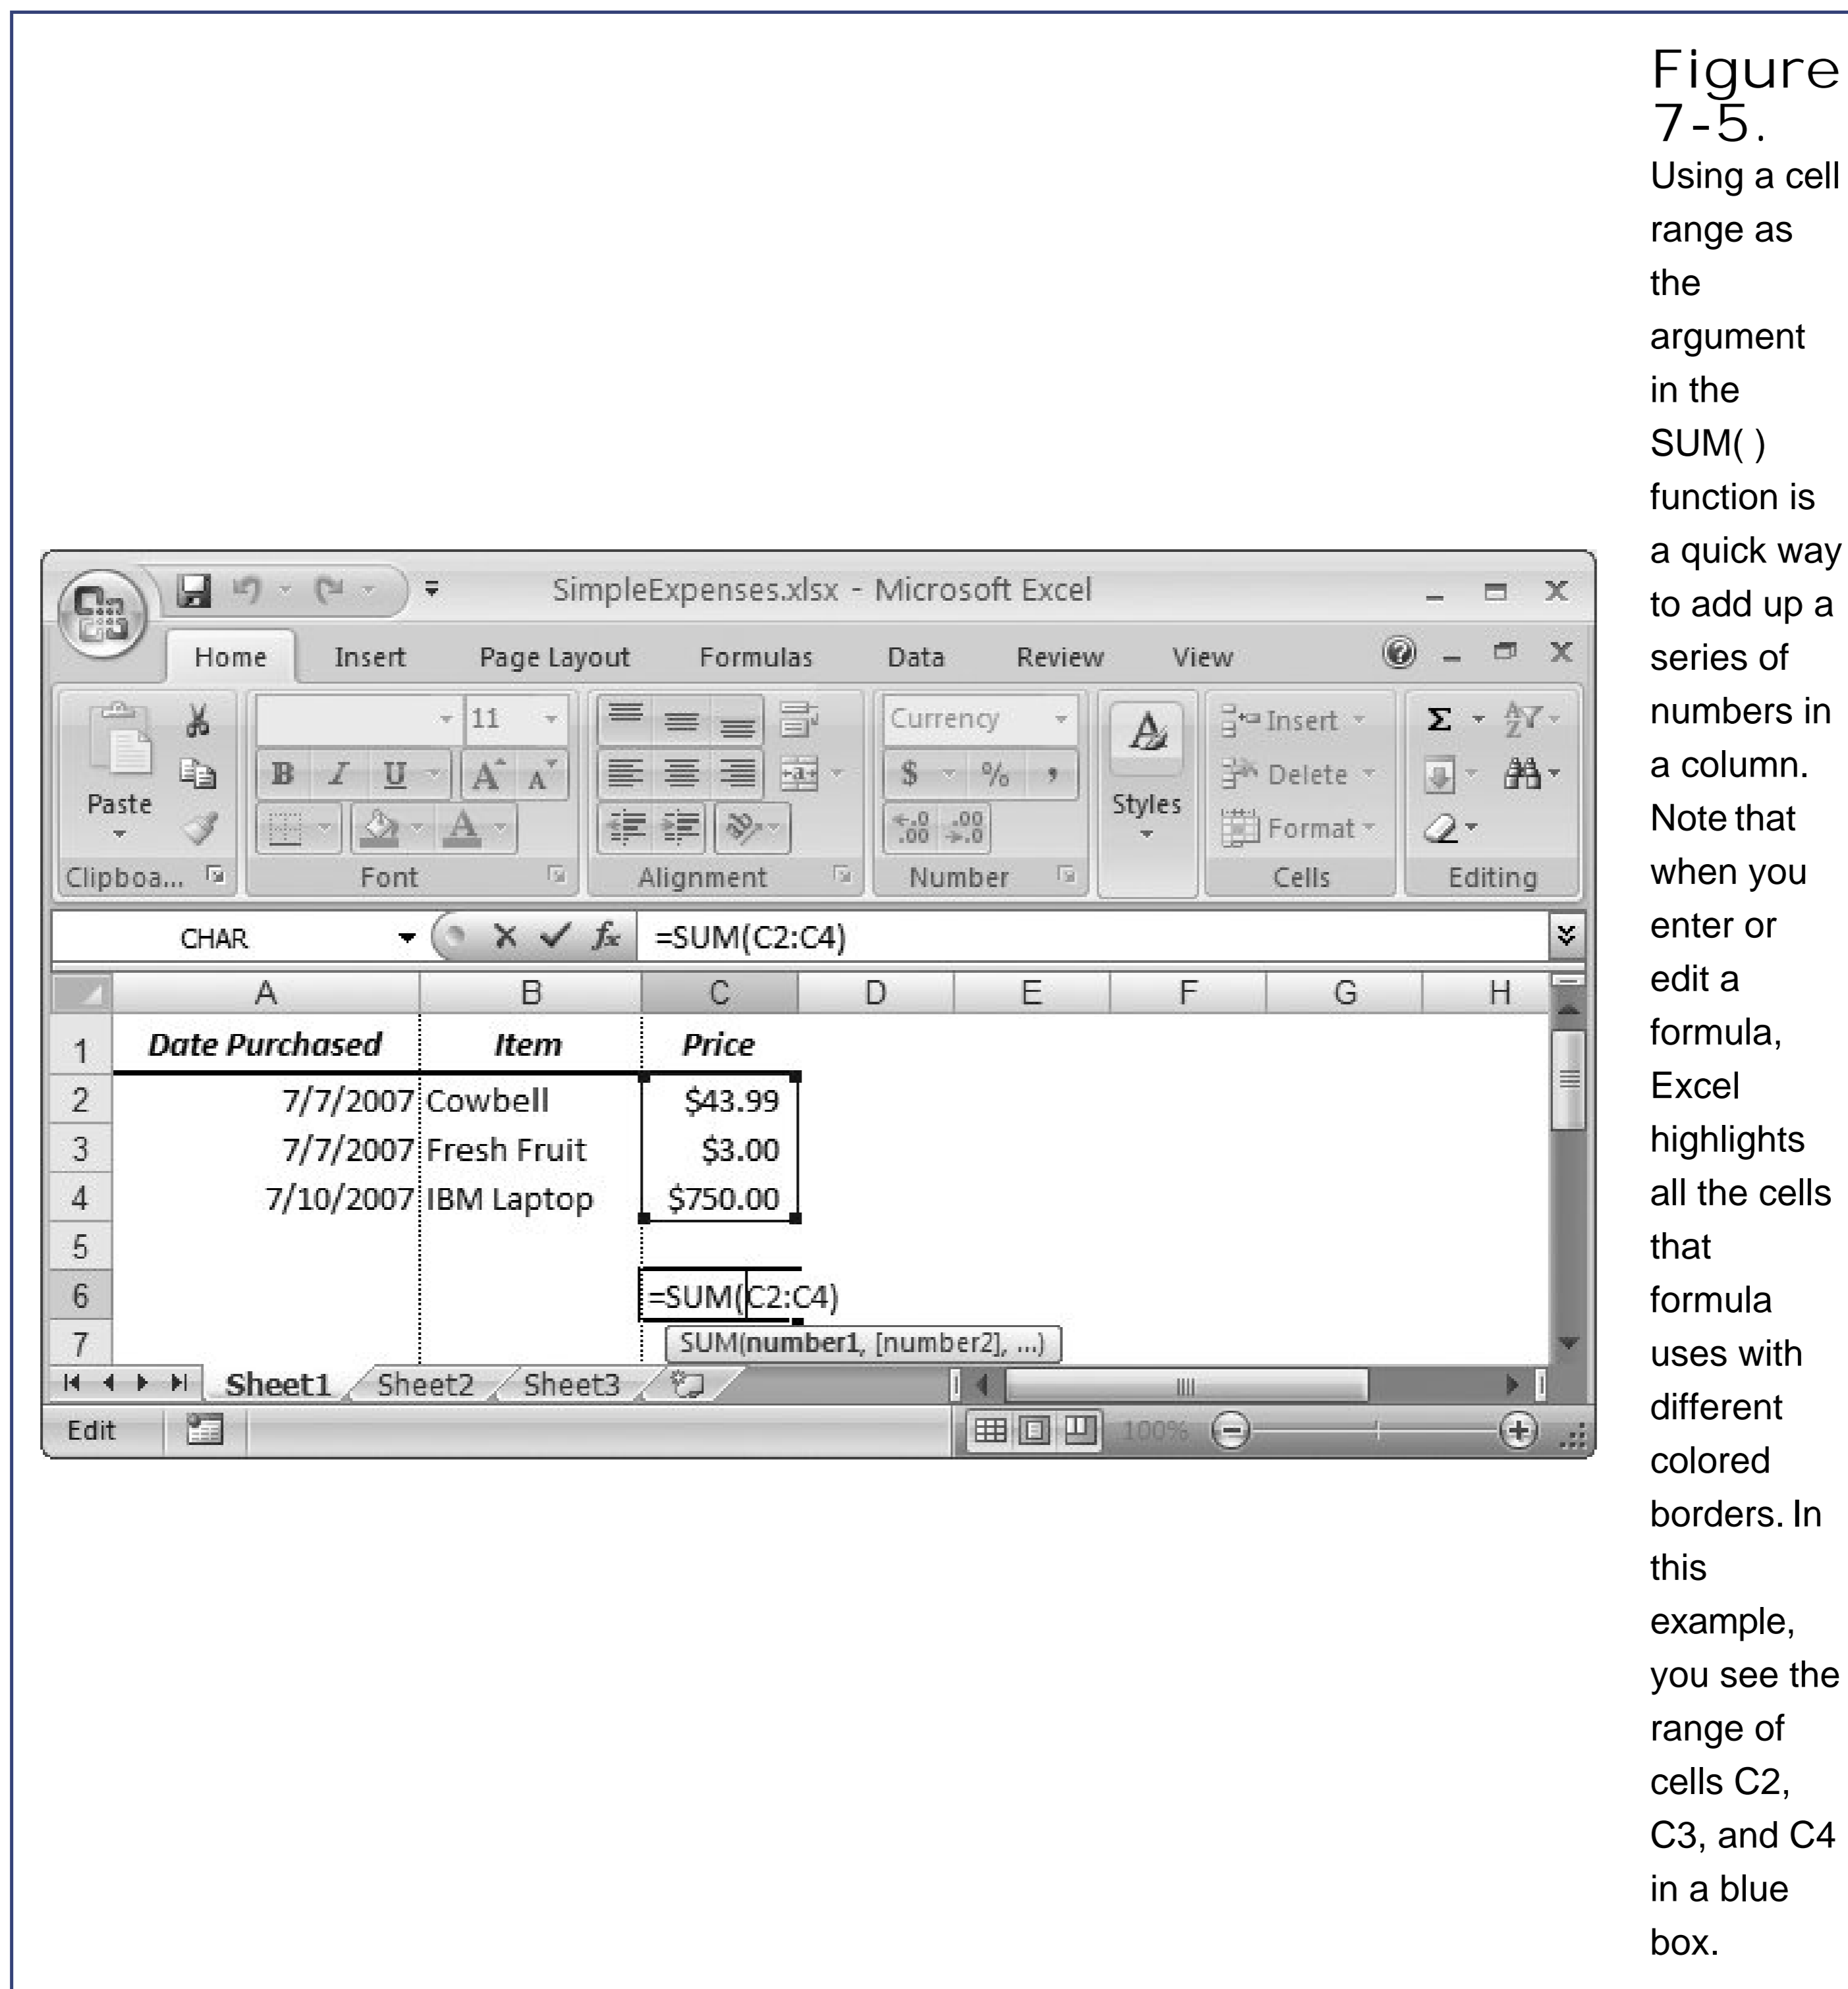 Figure
7-5.
Using a cell
range as
the
argument
in the
SUM( )
function is
a quick way
to add up a
series of
numbers in
a column.
Note that
when you
enter or
edit a
formula,
Excel
highlights
all the cells
that
formula
uses with
different
colored
borders. In
this
example,
you see the
range of
cells C2,
C3, and C4
in a blue
box.
SimpleExpenses.xlsx - Microsoft Excel
Home Insert Page Layout Formulas Data Review View
11 Currency Insert Σ
Paste B I U A A $ % , Styles Delete
A .0 .00 .00 .0 Format
Clipboa... Font Alignment Number Cells Editing
CHAR fx =SUM(C2:C4)
A B C D E F G H
1 Date Purchased Item Price
2 7/7/2007 Cowbell $43.99
3 7/7/2007 Fresh Fruit $3.00
4 7/10/2007 IBM Laptop $750.00
5
6 =SUM(C2:C4)
7 SUM(number1, [number2], ...)
Sheet1 Sheet2 Sheet3
Edit 100%